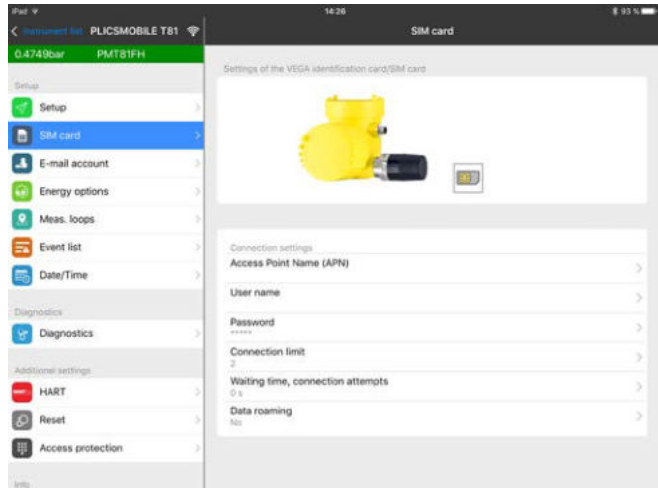 iPad
14:26
93 %
Instrument list
PLICSMOBILE T81
SIM card
0.4749bar PMT81FH
Settings of the VEGA identification card/SIM card
Setup
Setup
SIM card
E-mail account
Energy options
Meas. loops
Event list
Date/Time
Diagnostics
Diagnostics
Additional settings
HART
Reset
Access protection
Info
Connection settings
Access Point Name (APN)
User name
Password
*****
Connection limit
2
Waiting time, connection attempts
0 s
Data roaming
No